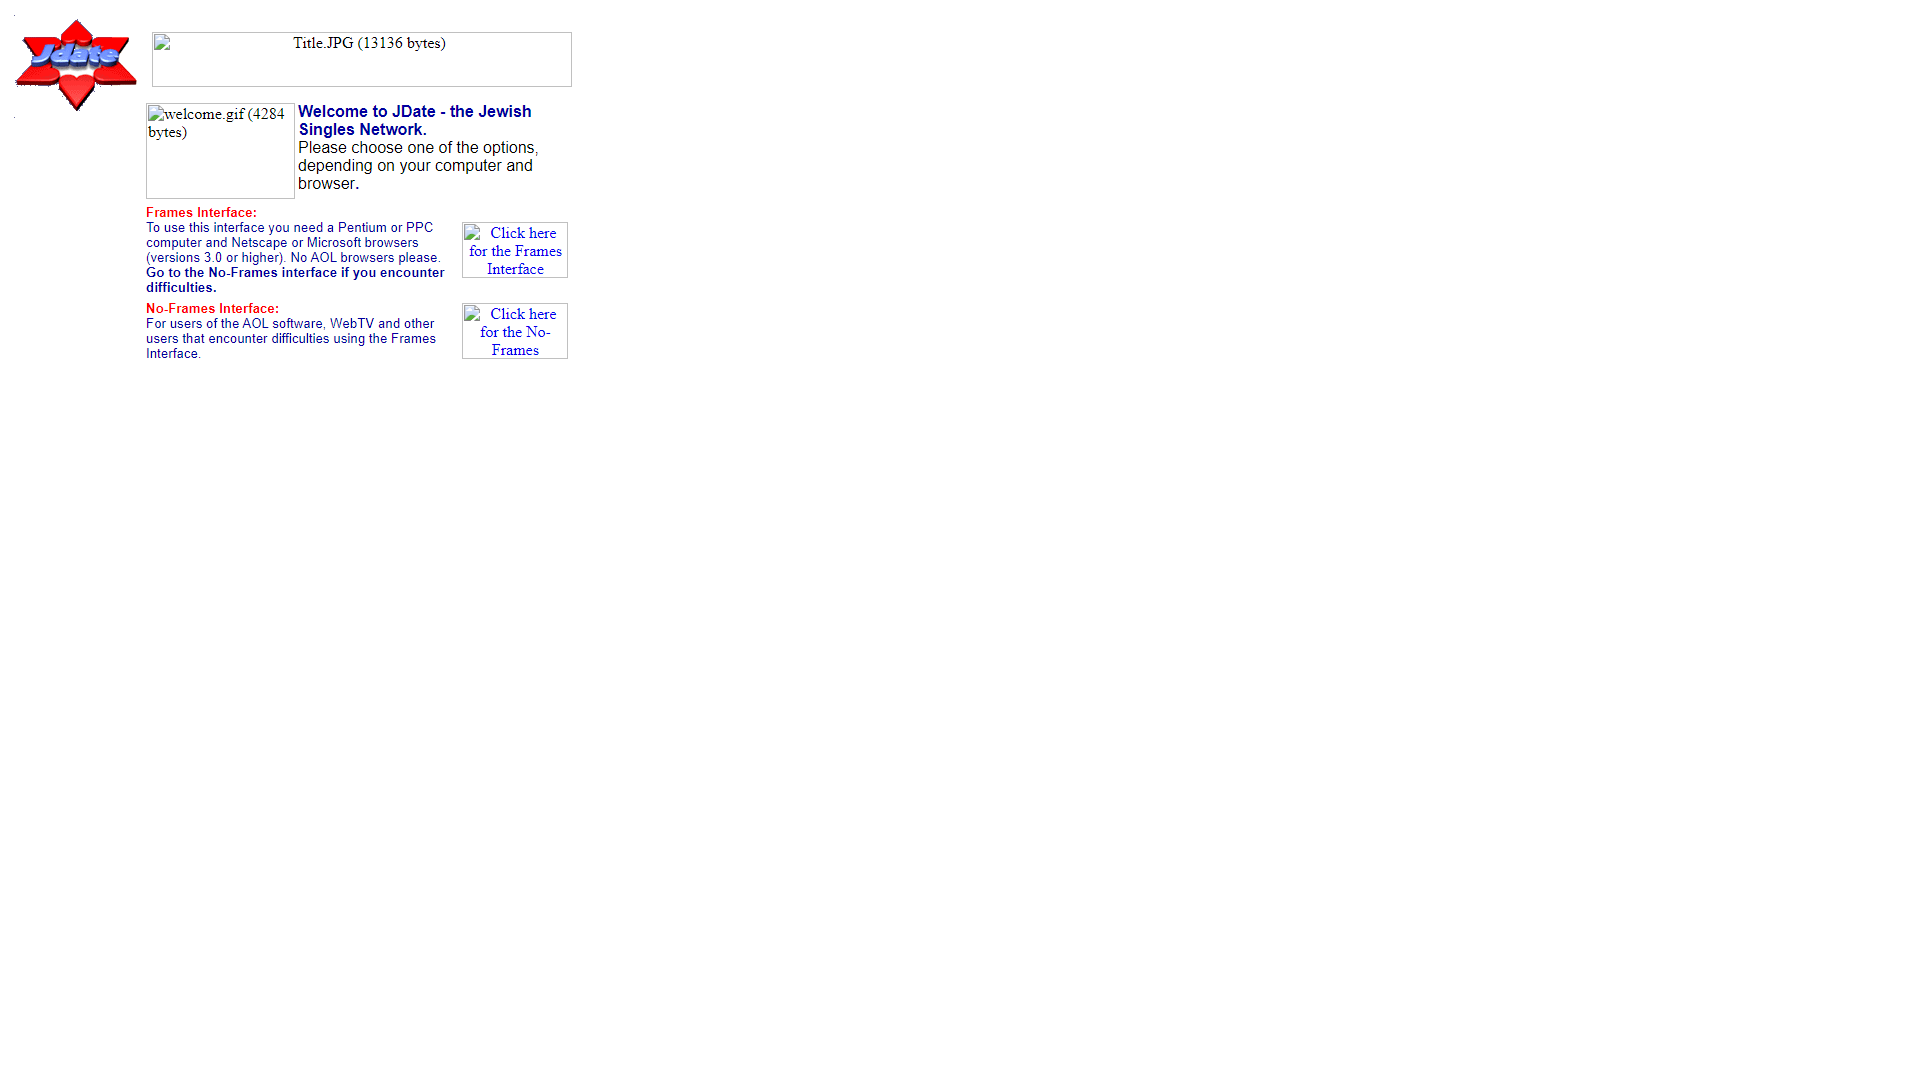 Jdate
Title.JPG (13136 bytes)
welcome.gif (4284
bytes)
Welcome to JDate - the Jewish
Singles Network.
Please choose one of the options,
depending on your computer and
browser.
Frames Interface:
To use this interface you need a Pentium or PPC
computer and Netscape or Microsoft browsers
(versions 3.0 or higher). No AOL browsers please.
Go to the No-Frames interface if you encounter
difficulties.
Click here
for the Frames
Interface
No-Frames Interface:
For users of the AOL software, WebTV and other
users that encounter difficulties using the Frames
Interface.
Click here
for the No-
Frames